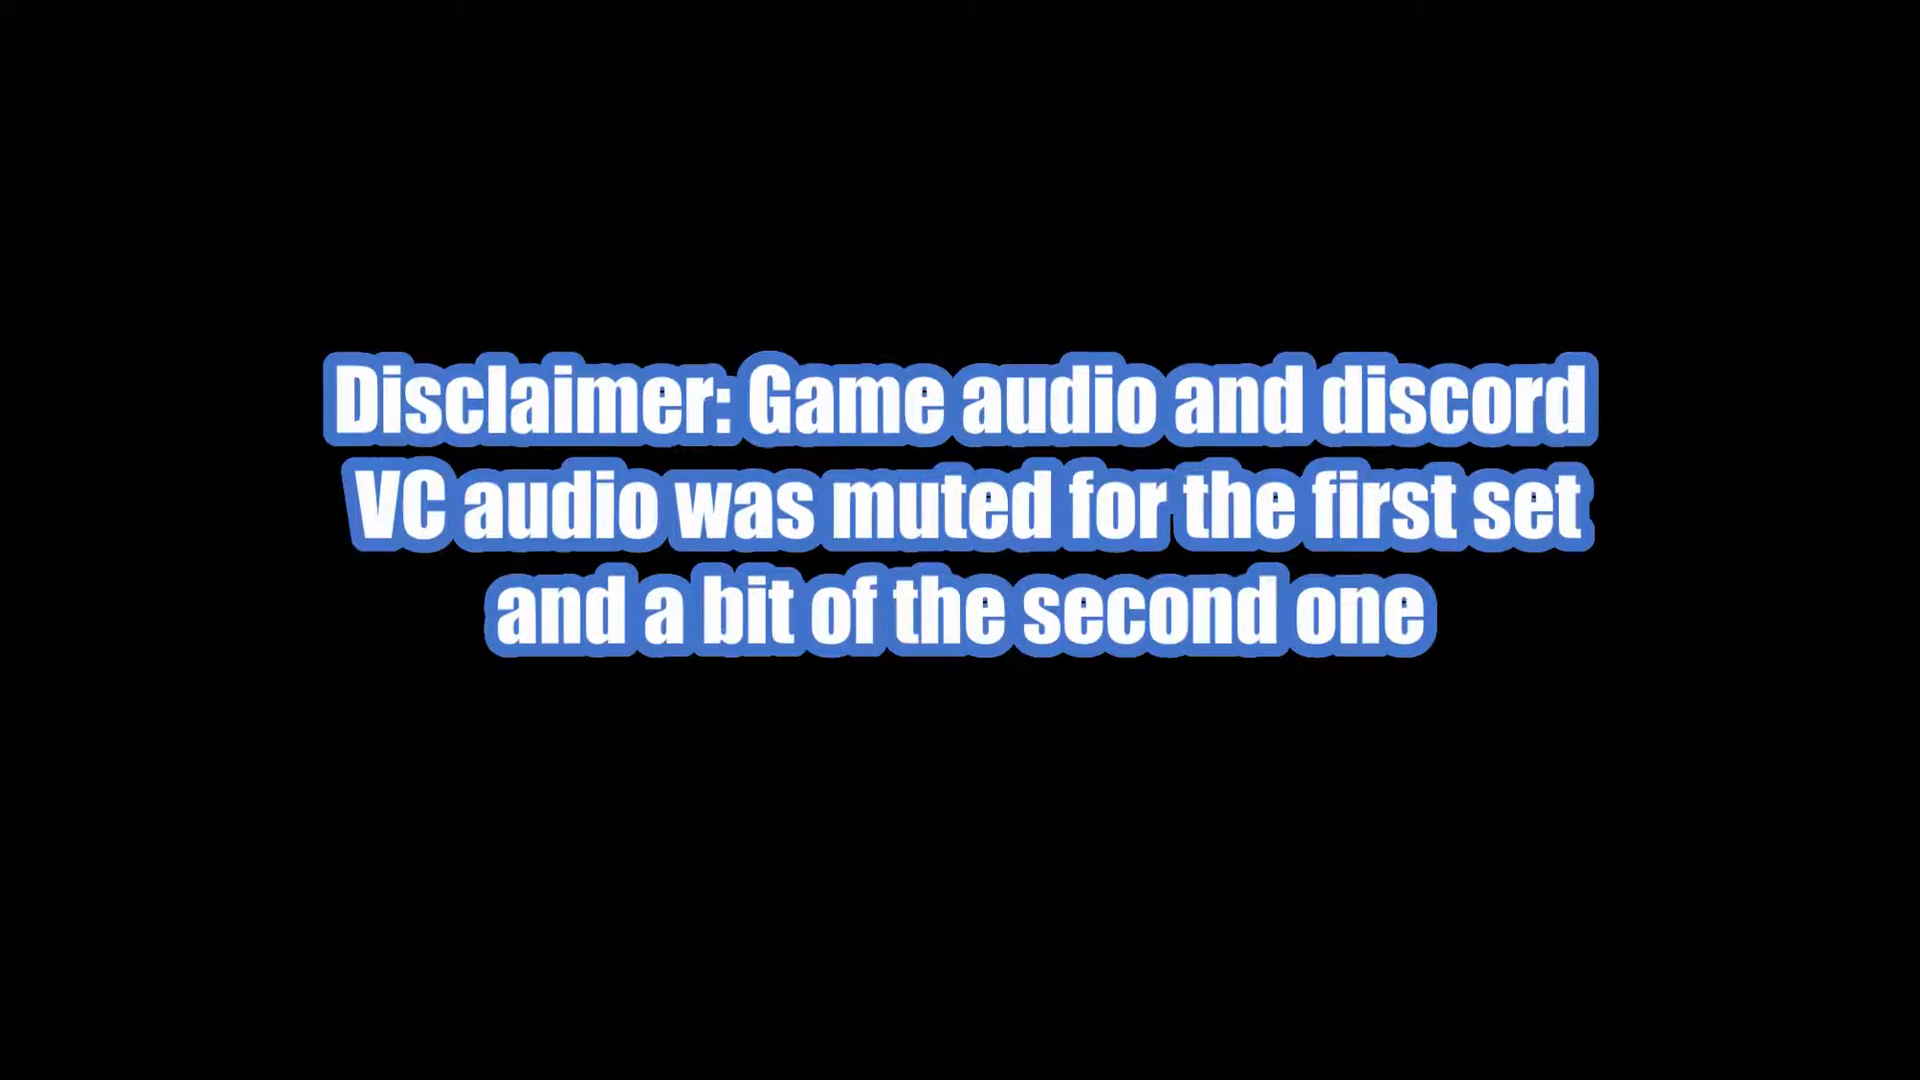 Disclaimer: Game audio and discord
VC audio was muted for the first set
and a bit of the second one